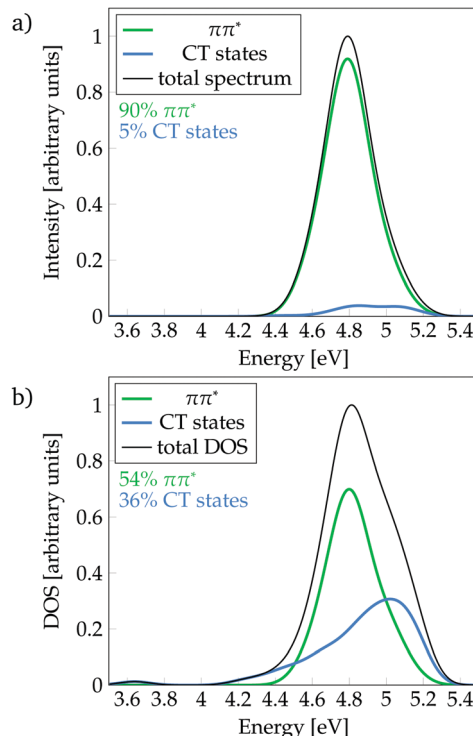 a)
ππ*
CT states
total spectrum
90% ππ*
5% CT states
Intensity [arbitrary units]
1
0.8
0.6
0.4
0.2
0
3.6 3.8 4 4.2 4.4 4.6 4.8 5 5.2 5.4
Energy [eV]
b)
ππ*
CT states
total DOS
54% ππ*
36% CT states
DOS [arbitrary units]
1
0.8
0.6
0.4
0.2
0
3.6 3.8 4 4.2 4.4 4.6 4.8 5 5.2 5.4
Energy [eV]